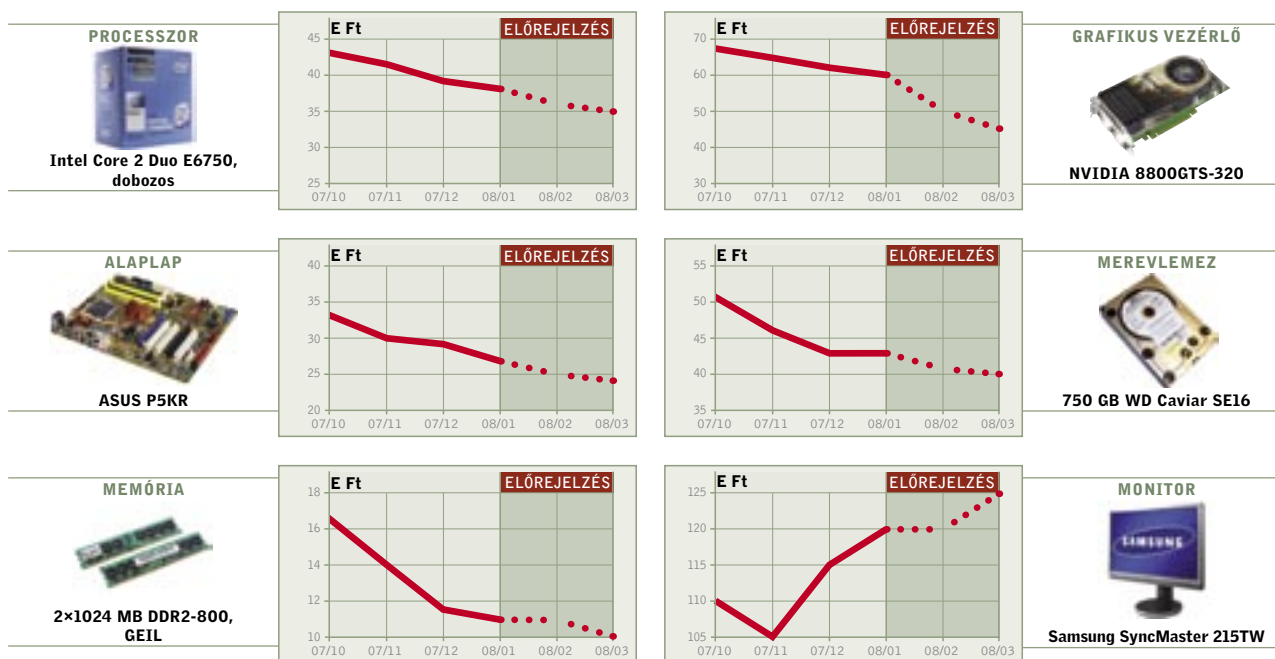 PROCESSZOR
Intel Core 2 Duo E6750,
dobozos
E Ft
ELŐREJELZÉS
45
40
35
30
25
07/10 07/11 07/12 08/01 08/02 08/03
E Ft
ELŐREJELZÉS
70
60
50
40
30
07/10 07/11 07/12 08/01 08/02 08/03
GRAFIKUS VEZÉRLŐ
NVIDIA 8800GTS-320
ALAPLAP
ASUS P5KR
E Ft
ELŐREJELZÉS
40
35
30
25
20
07/10 07/11 07/12 08/01 08/02 08/03
E Ft
ELŐREJELZÉS
55
50
45
40
35
07/10 07/11 07/12 08/01 08/02 08/03
MEREVLEMEZ
750 GB WD Caviar SE16
MEMÓRIA
2×1024 MB DDR2-800,
GEIL
E Ft
ELŐREJELZÉS
18
16
14
12
10
07/10 07/11 07/12 08/01 08/02 08/03
E Ft
ELŐREJELZÉS
125
120
115
110
105
07/10 07/11 07/12 08/01 08/02 08/03
MONITOR
SAMSUNG
Samsung SyncMaster 215TW